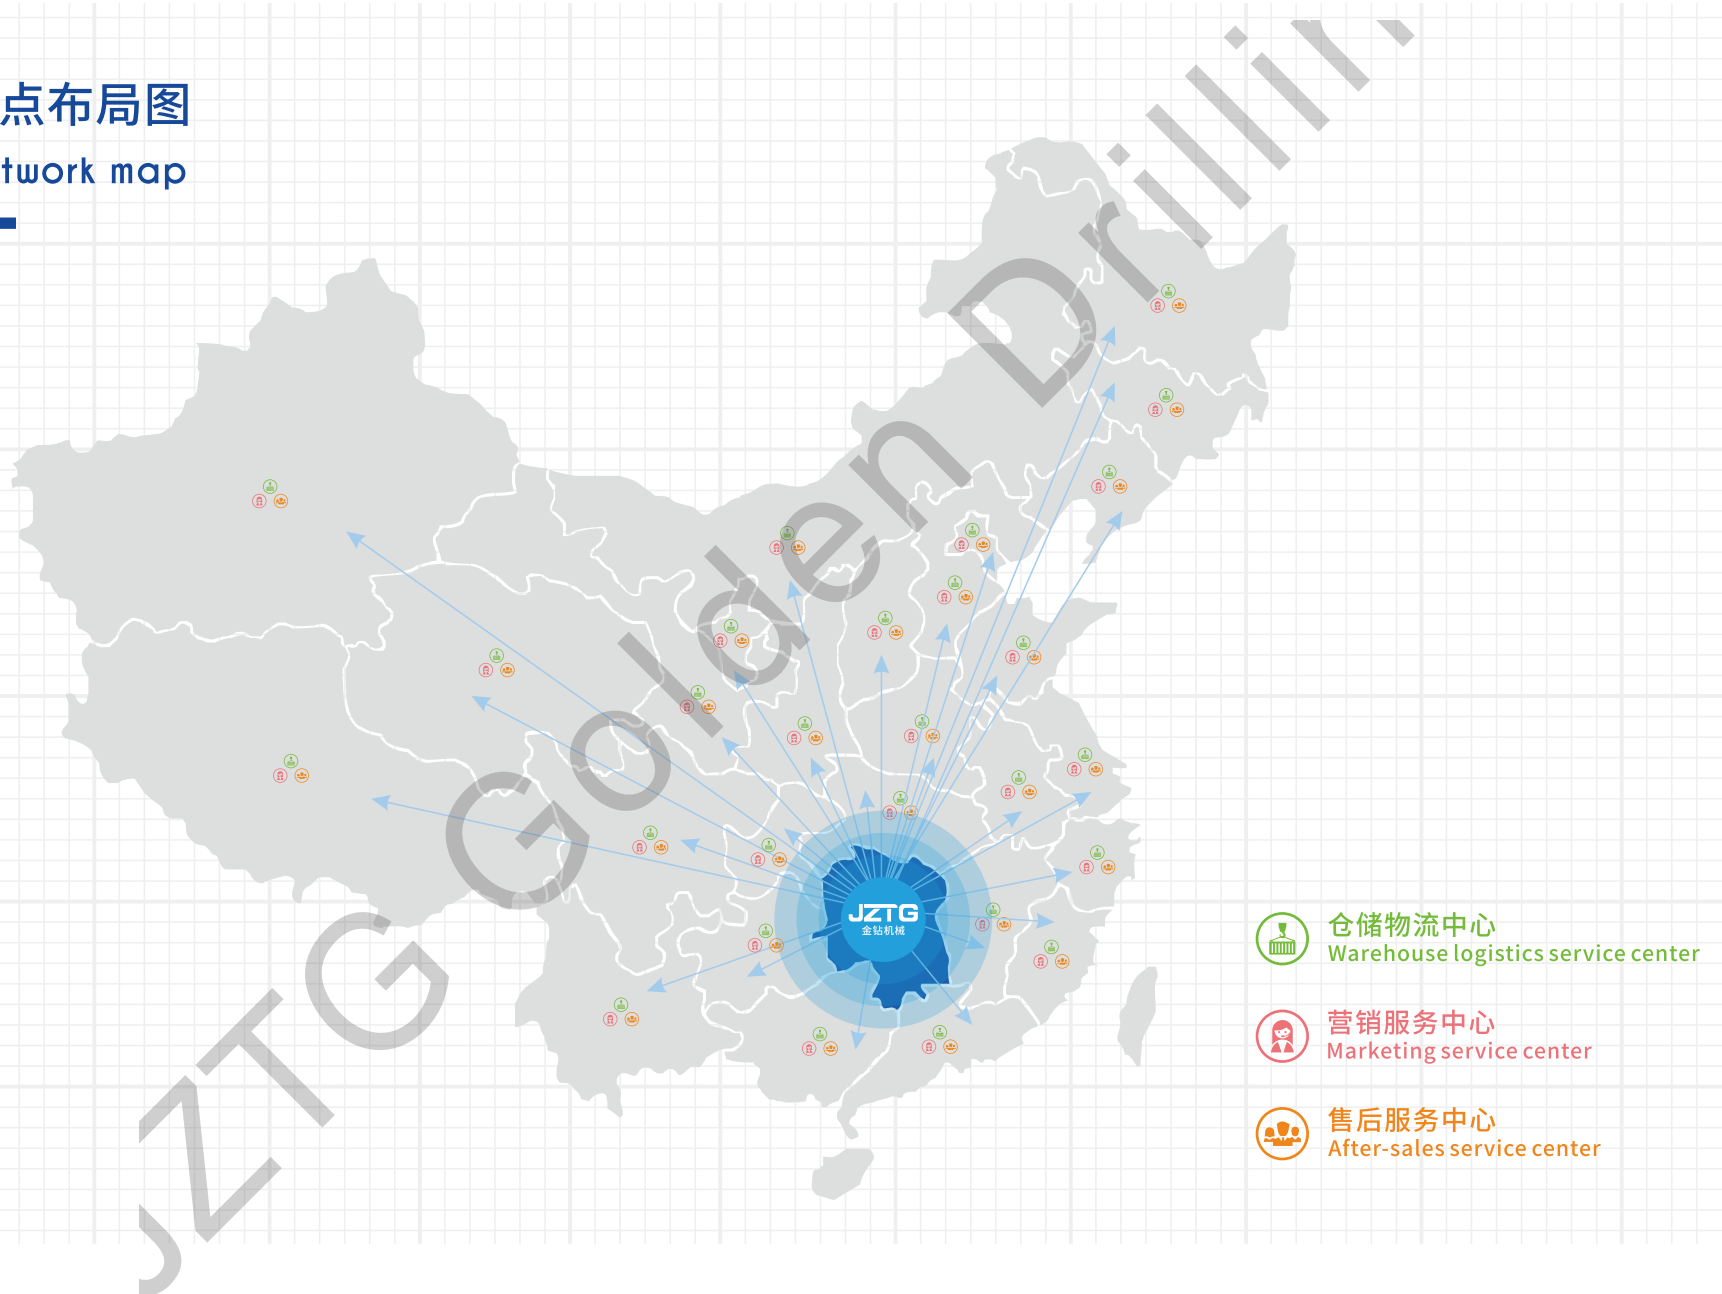 点布局图
twork map
JZTG Golden Drillin
JZTG
金钻机械
仓储物流中心
Warehouse logistics service center
营销服务中心
Marketing service center
售后服务中心
After-sales service center